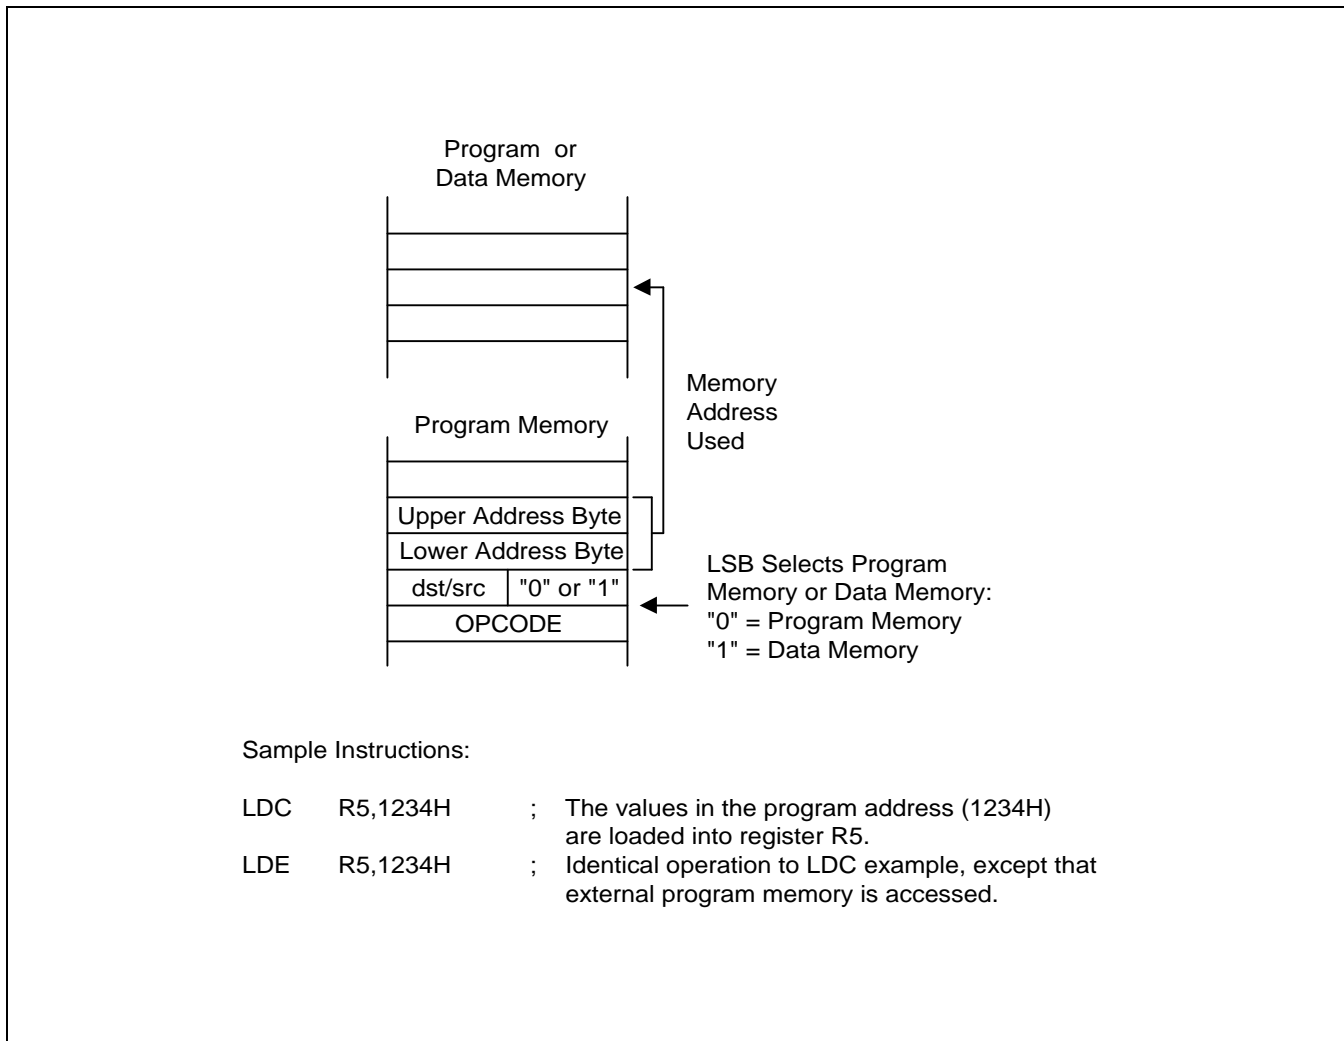 Program or
Data Memory
Memory
Address
Used
Program Memory
Upper Address Byte
Lower Address Byte
dst/src "0" or "1"
OPCODE
LSB Selects Program
Memory or Data Memory:
"0" = Program Memory
"1" = Data Memory
Sample Instructions:
LDC R5,1234H ; The values in the program address (1234H)
are loaded into register R5.
LDE R5,1234H ; Identical operation to LDC example, except that
external program memory is accessed.